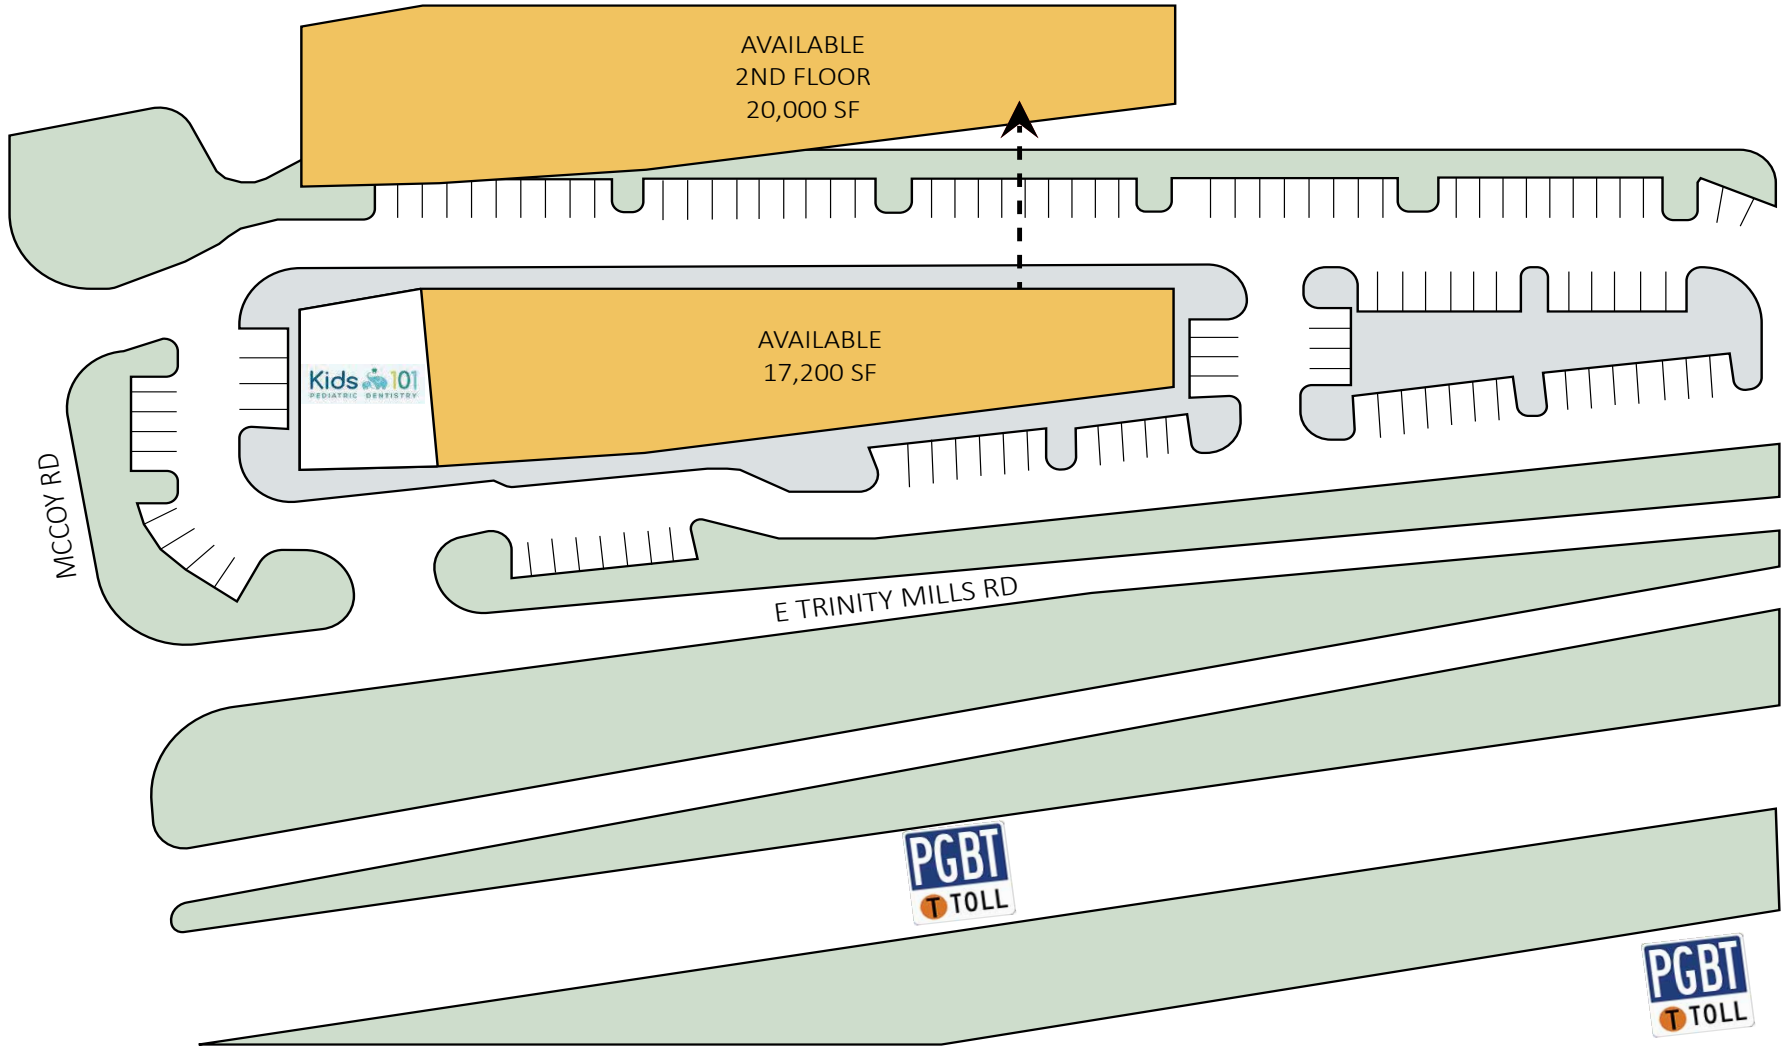 AVAILABLE
2ND FLOOR
20,000 SF
AVAILABLE
17,200 SF
Kids 101
PEDIATRIC DENTISTRY
MCCOY RD
E TRINITY MILLS RD
PGBT
T TOLL
PGBT
T TOLL